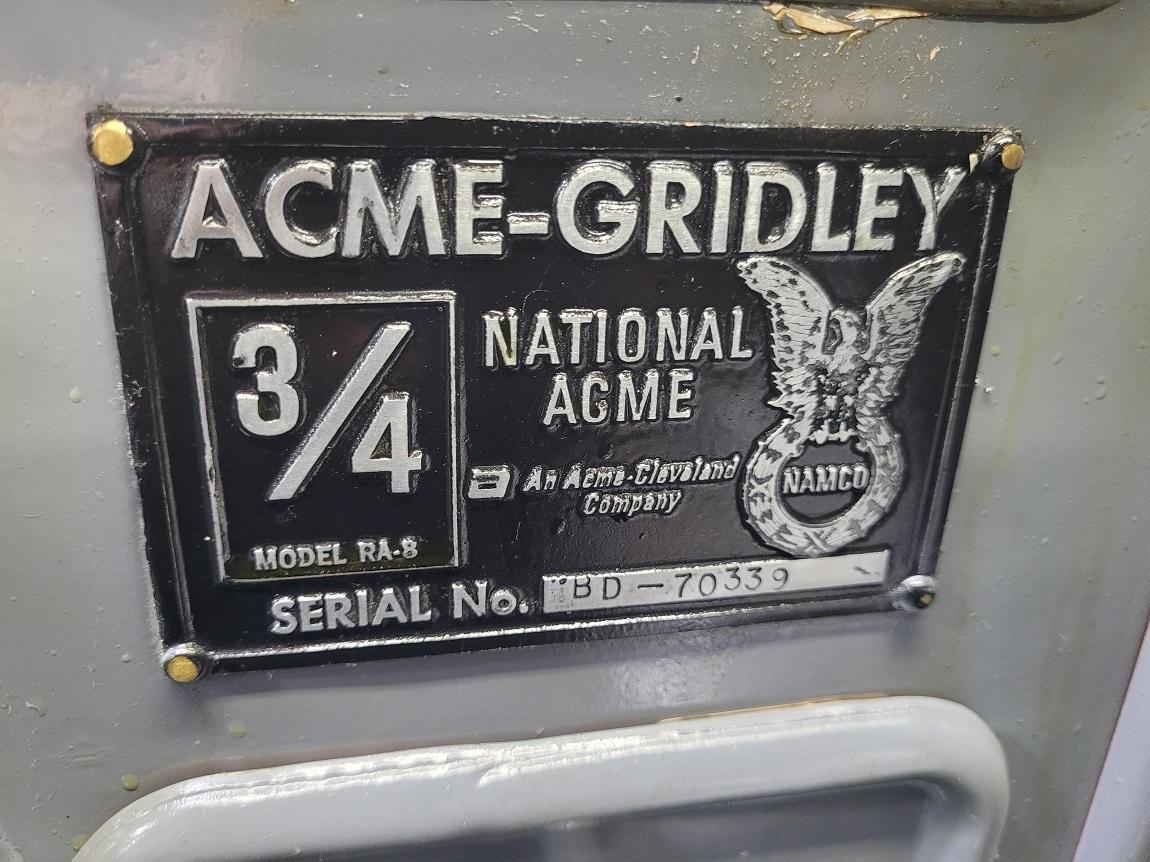 ACME-GRIDLEY
3/4
MODEL RA-8
NATIONAL
ACME
a An Acme-Cleveland
Company
NAMCO
SERIAL No. BD-70339